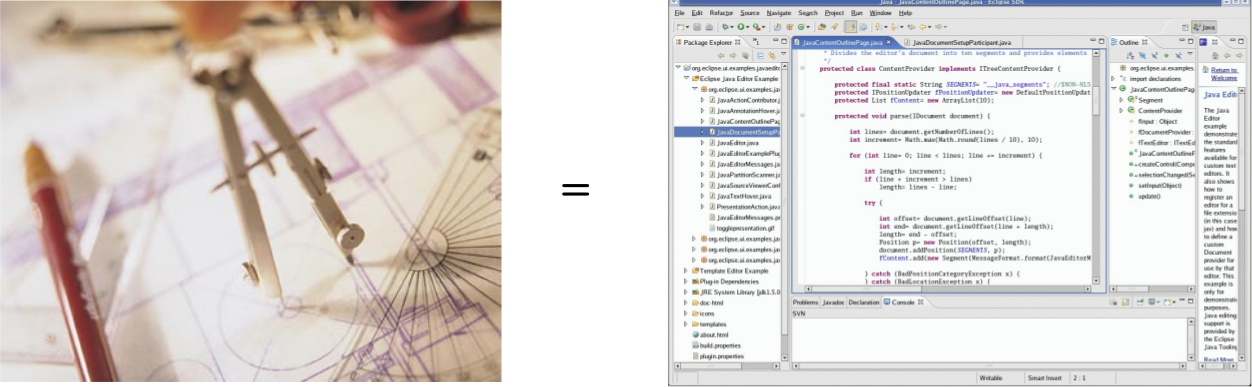 =
Java - JavaContentOutlinePage.java - Eclipse SDK
File Edit Refactor Source Navigate Search Project Run Window Help
Java
Package Explorer
org.eclipse.ui.examples.javaedito
Eclipse Java Editor Example
org.eclipse.ui.examples.ja
JavaActionContributor.j
JavaAnnotationHover.ja
JavaContentOutlinePag
JavaDocumentSetupPa
JavaEditor.java
JavaEditorExamplePlug
JavaEditorMessages.ja
JavaPartitionScanner.ja
JavaSourceViewerConf
JavaTextHover.java
PresentationAction.java
JavaEditorMessages.pr
togglepresentation.gif
org.eclipse.ui.examples.ja
org.eclipse.ui.examples.ja
org.eclipse.ui.examples.ja
Template Editor Example
Plug-in Dependencies
JRE System Library [jdk1.5.0
doc-html
icons
templates
about.html
build.properties
plugin.properties
JavaContentOutlinePage.java
JavaDocumentSetupParticipant.java
* Divides the editor's document into ten segments and provides elements
*/
protected class ContentProvider implements ITreeContentProvider {
protected final static String SEGMENTS= "__java_segments"; //$NON-NLS
protected IPositionUpdater fPositionUpdater= new DefaultPositionUpdat
protected List fContent= new ArrayList(10);
protected void parse(IDocument document) {
int lines= document.getNumberOfLines();
int increment= Math.max(Math.round(lines / 10), 10);
for (int line= 0; line < lines; line += increment) {
int length= increment;
if (line + increment > lines)
length= lines - line;
try {
int offset= document.getLineOffset(line);
int end= document.getLineOffset(line + length);
length= end - offset;
Position p= new Position(offset, length);
document.addPosition(SEGMENTS, p);
fContent.add(new Segment(MessageFormat.format(JavaEditorM
} catch (BadPositionCategoryException x) {
} catch (BadLocationException x) {
Problems Javadoc Declaration Console
SVN
Outline
org.eclipse.ui.examples.
import declarations
JavaContentOutlinePag
Segment
ContentProvider
fInput : Object
fDocumentProvider :
fTextEditor : ITextEd
JavaContentOutlineP
createControl(Compo
selectionChanged(Se
setInput(Object)
update()
Return to
Welcome
Java Edit
The Java
Editor
example
demonstrate
the standard
features
available for
custom text
editors. It
also shows
how to
register an
editor for a
file extensio
(in this case
.jav) and how
to define a
custom
Document
provider for
use by that
editor. This
example is
only for
demonstratio
purposes.
Java editing
support is
provided by
the Eclipse
Java Tooling
Read More
Writable Smart Insert 2 : 1